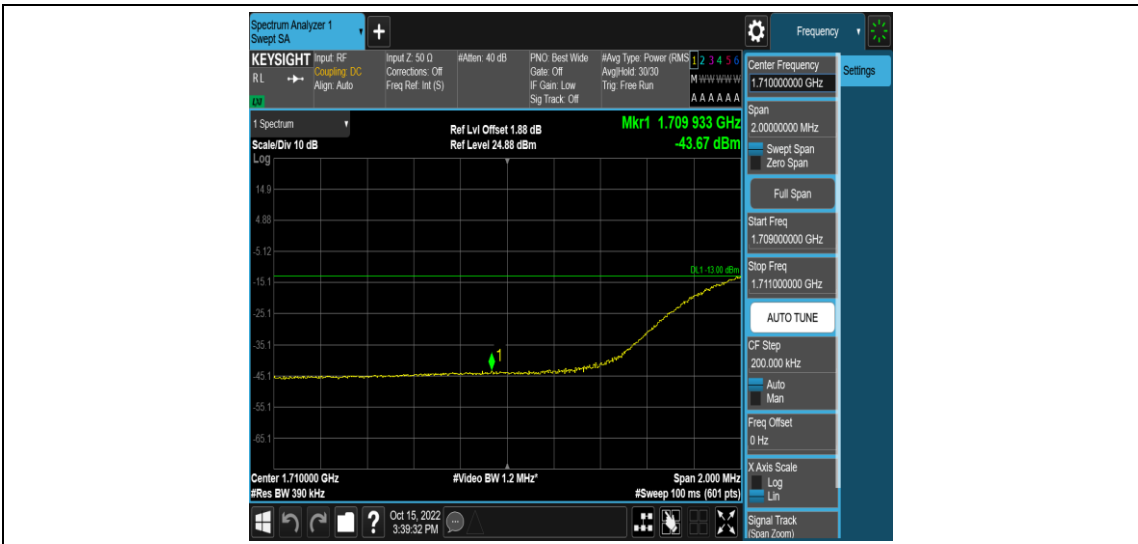 Spectrum Analyzer 1
Swept SA
+
Frequency
KEYSIGHT
RL
LXI
Input: RF
Coupling: DC
Align: Auto
Input Z: 50 Ω
Corrections: Off
Freq Ref: Int (S)
#Atten: 40 dB
PNO: Best Wide
Gate: Off
IF Gain: Low
Sig Track: Off
#Avg Type: Power (RMS
Avg|Hold: 30/30
Trig: Free Run
1 2 3 4 5 6
M W W W W W
A A A A A A
Center Frequency
1.710000000 GHz
Settings
Span
2.00000000 MHz
Swept Span
Zero Span
Full Span
Start Freq
1.709000000 GHz
Stop Freq
1.711000000 GHz
AUTO TUNE
CF Step
200.000 kHz
Auto
Man
Freq Offset
0 Hz
X Axis Scale
Log
Lin
Signal Track
(Span Zoom)
1 Spectrum
Scale/Div 10 dB
Log
Ref Lvl Offset 1.88 dB
Ref Level 24.88 dBm
Mkr1 1.709 933 GHz
-43.67 dBm
14.9
4.88
-5.12
DL1 -13.00 dBm
-15.1
-25.1
-35.1
1
-45.1
-55.1
-65.1
Center 1.710000 GHz
#Res BW 390 kHz
#Video BW 1.2 MHz*
Span 2.000 MHz
#Sweep 100 ms (601 pts)
?
Oct 15, 2022
3:39:32 PM